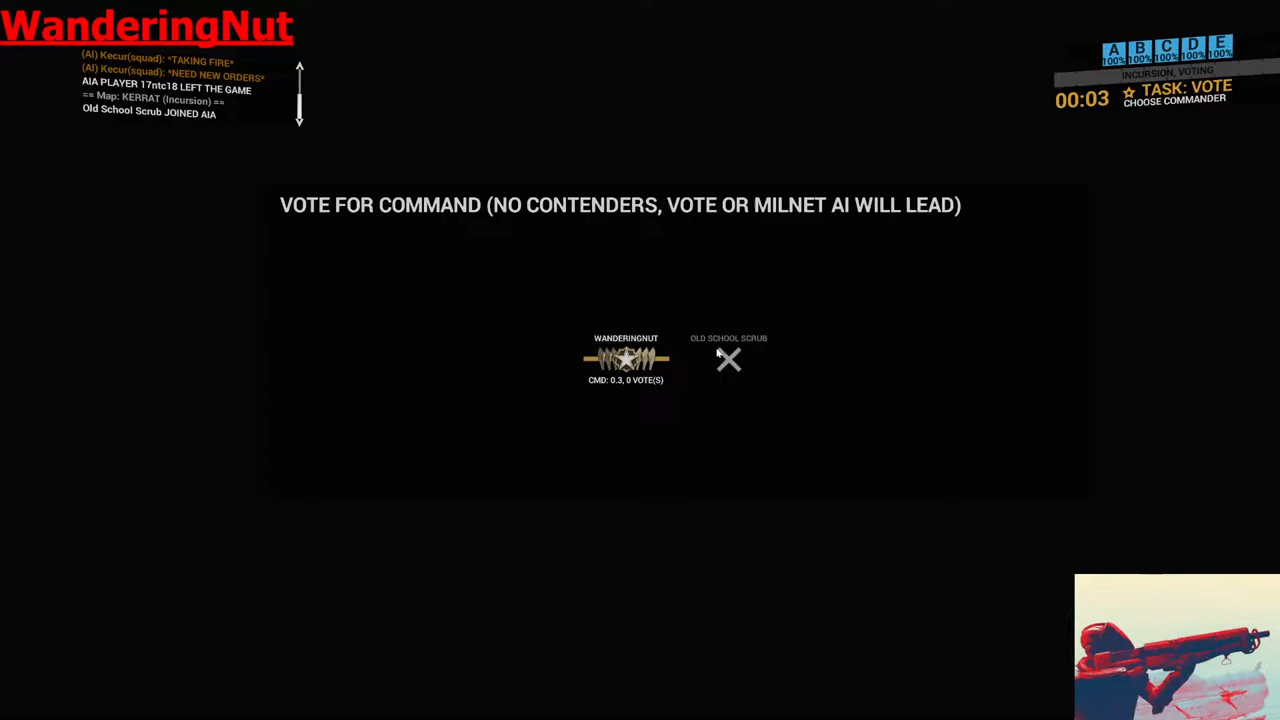 WanderingNut
(AI) Kecur(squad): *TAKING FIRE*
(AI) Kecur(squad): *NEED NEW ORDERS*
AIA PLAYER 17ntc18 LEFT THE GAME
== Map: KERRAT (Incursion) ==
Old School Scrub JOINED AIA
A B C D E
100% 100% 100% 100% 100%
INCURSION, VOTING
00:03 TASK: VOTE
CHOOSE COMMANDER
VOTE FOR COMMAND (NO CONTENDERS, VOTE OR MILNET AI WILL LEAD)
WANDERINGNUT OLD SCHOOL SCRUB
CMD: 0.3, 0 VOTE(S)